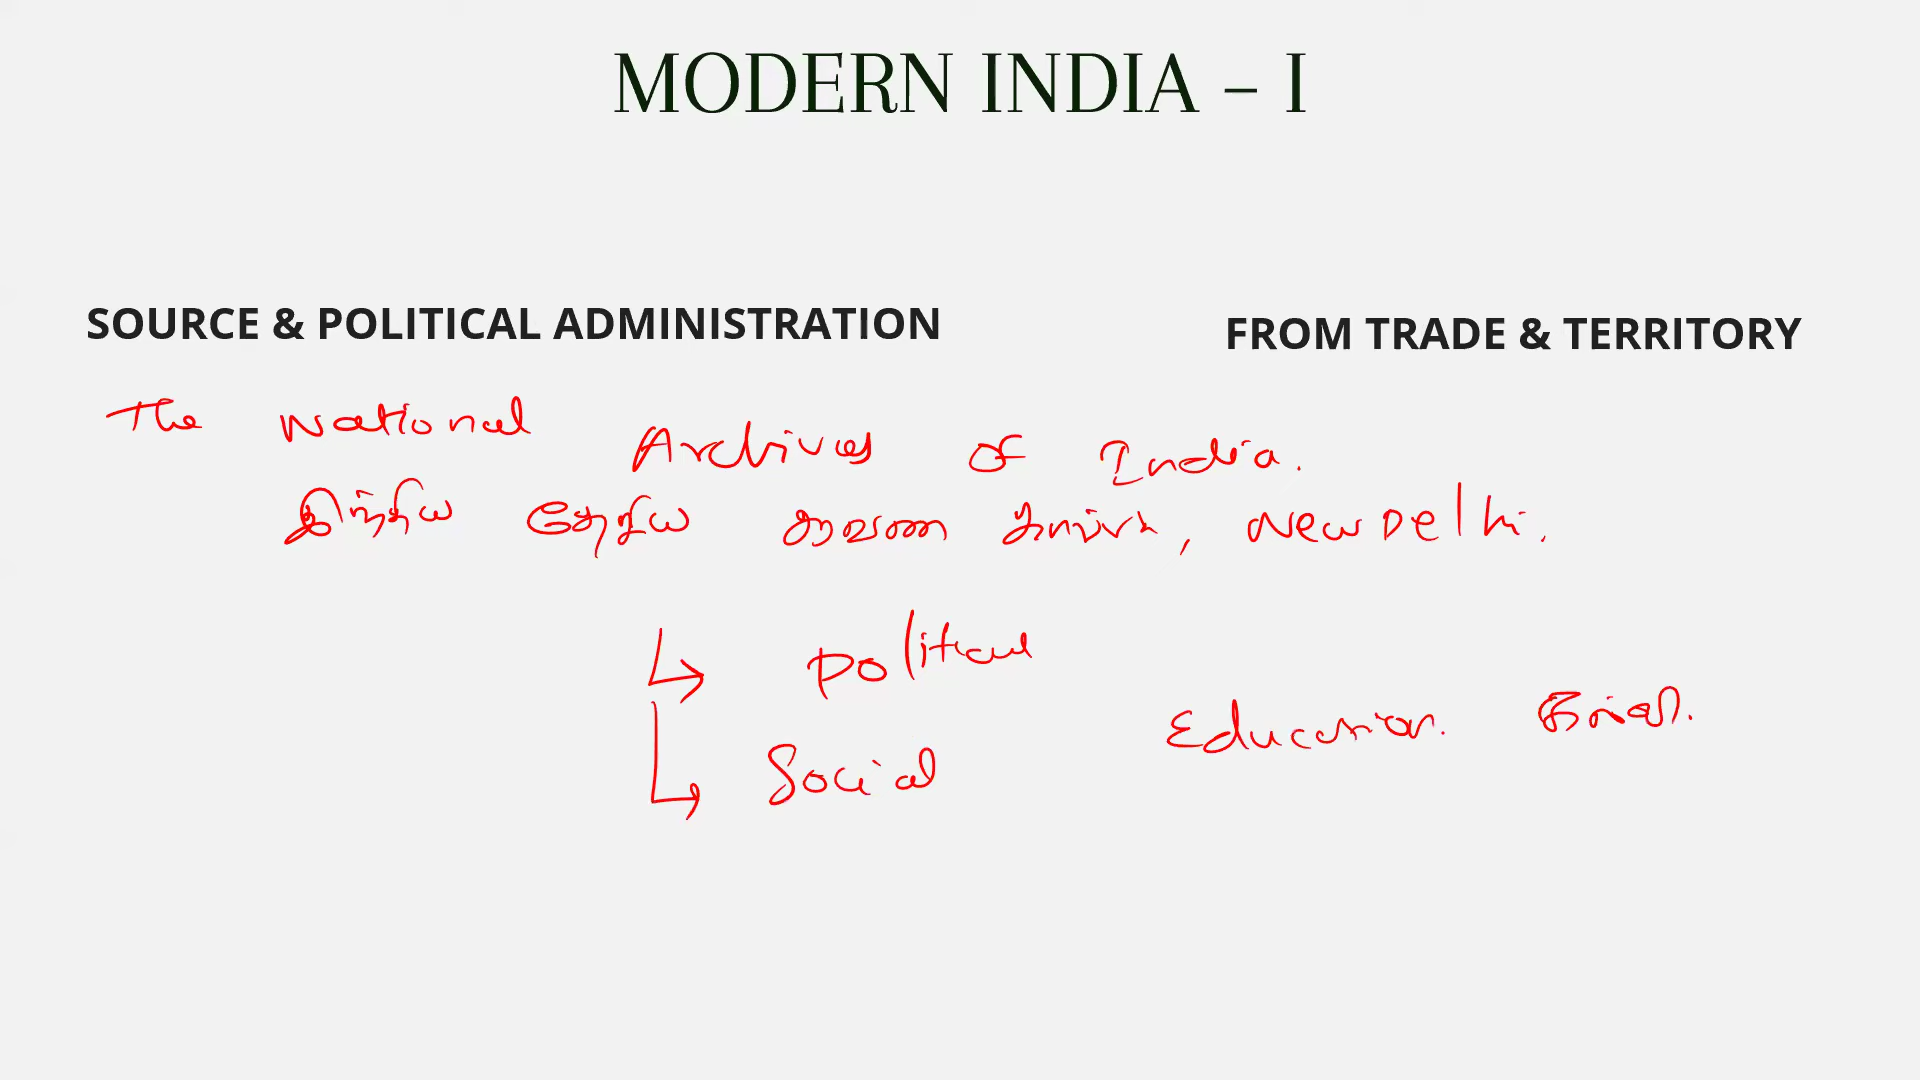 MODERN INDIA – I
SOURCE & POLITICAL ADMINISTRATION
FROM TRADE & TERRITORY
The National Archives of India.
இந்திய தேசிய ஆவண காப்பக, New Delhi.
Political
Education. கல்வி.
Social